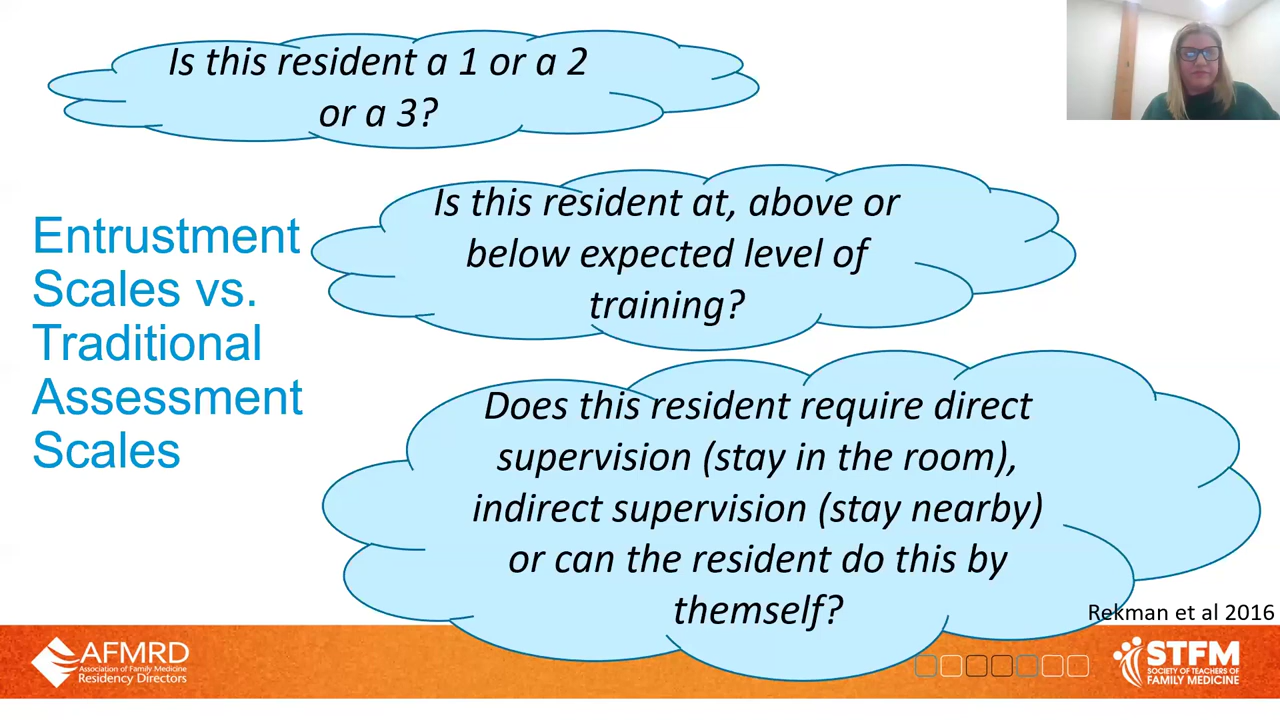 Is this resident a 1 or a 2
or a 3?
Is this resident at, above or
below expected level of
training?
Entrustment
Scales vs.
Traditional
Assessment
Scales
Does this resident require direct
supervision (stay in the room),
indirect supervision (stay nearby)
or can the resident do this by
themself?
Rekman et al 2016
AFMRD
Association of Family Medicine
Residency Directors
STFM
SOCIETY OF TEACHERS
OF FAMILY MEDICINE